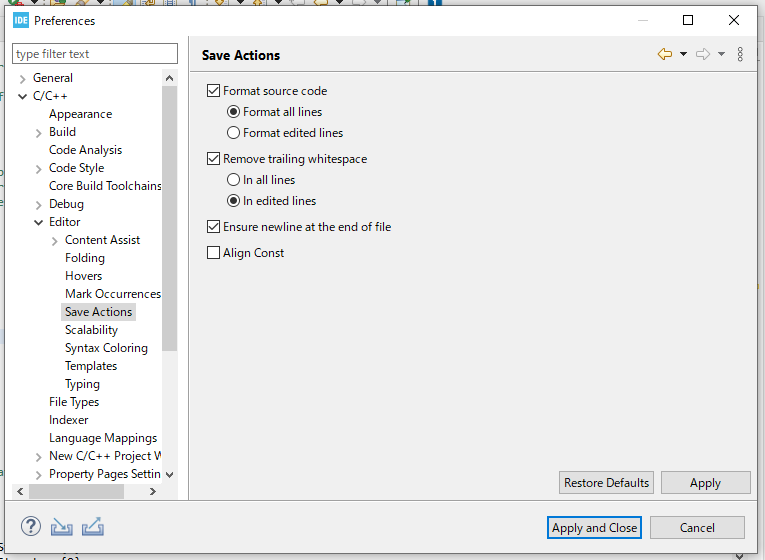 IDE Preferences
type filter text
General
C/C++
Appearance
Build
Code Analysis
Code Style
Core Build Toolchains
Debug
Editor
Content Assist
Folding
Hovers
Mark Occurrences
Save Actions
Scalability
Syntax Coloring
Templates
Typing
File Types
Indexer
Language Mappings
New C/C++ Project W
Property Pages Settin
Save Actions
Format source code
Format all lines
Format edited lines
Remove trailing whitespace
In all lines
In edited lines
Ensure newline at the end of file
Align Const
Restore Defaults
Apply
?
Apply and Close
Cancel